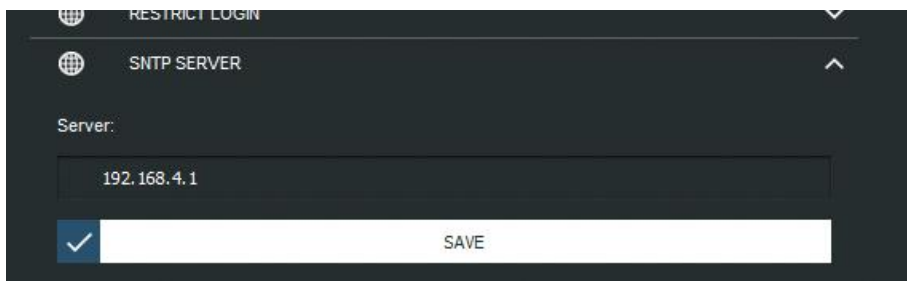 RESTRICT LOGIN
SNTP SERVER
Server:
192.168.4.1
SAVE